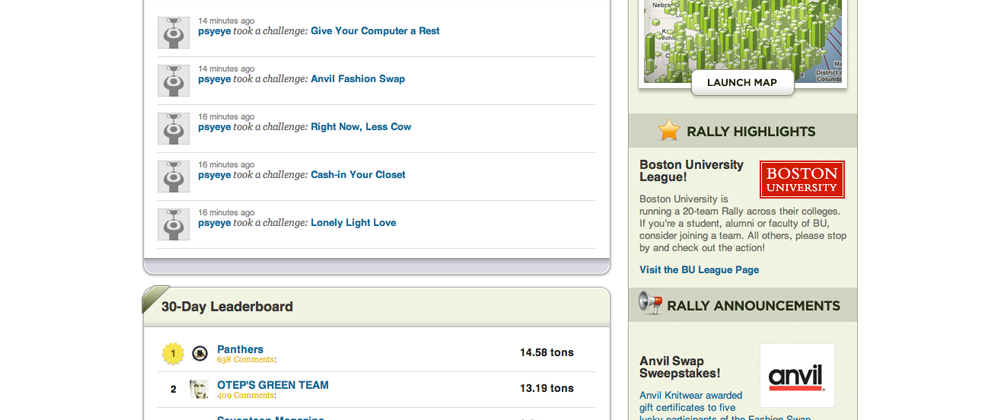 14 minutes ago
psyeye took a challenge: Give Your Computer a Rest
14 minutes ago
psyeye took a challenge: Anvil Fashion Swap
16 minutes ago
psyeye took a challenge: Right Now, Less Cow
16 minutes ago
psyeye took a challenge: Cash-in Your Closet
16 minutes ago
psyeye took a challenge: Lonely Light Love
30-Day Leaderboard
1
Panthers
638 Comments:
14.58 tons
2
OTEP'S GREEN TEAM
409 Comments:
13.19 tons
Seventeen Magazine
LAUNCH MAP
RALLY HIGHLIGHTS
Boston University
League!
BOSTON
UNIVERSITY
Boston University is
running a 20-team Rally across their colleges.
If you're a student, alumni or faculty of BU,
consider joining a team. All others, please stop
by and check out the action!
Visit the BU League Page
RALLY ANNOUNCEMENTS
Anvil Swap
Sweepstakes!
anvil
Anvil Knitwear awarded
gift certificates to five
lucky participants of the Fashion Swap